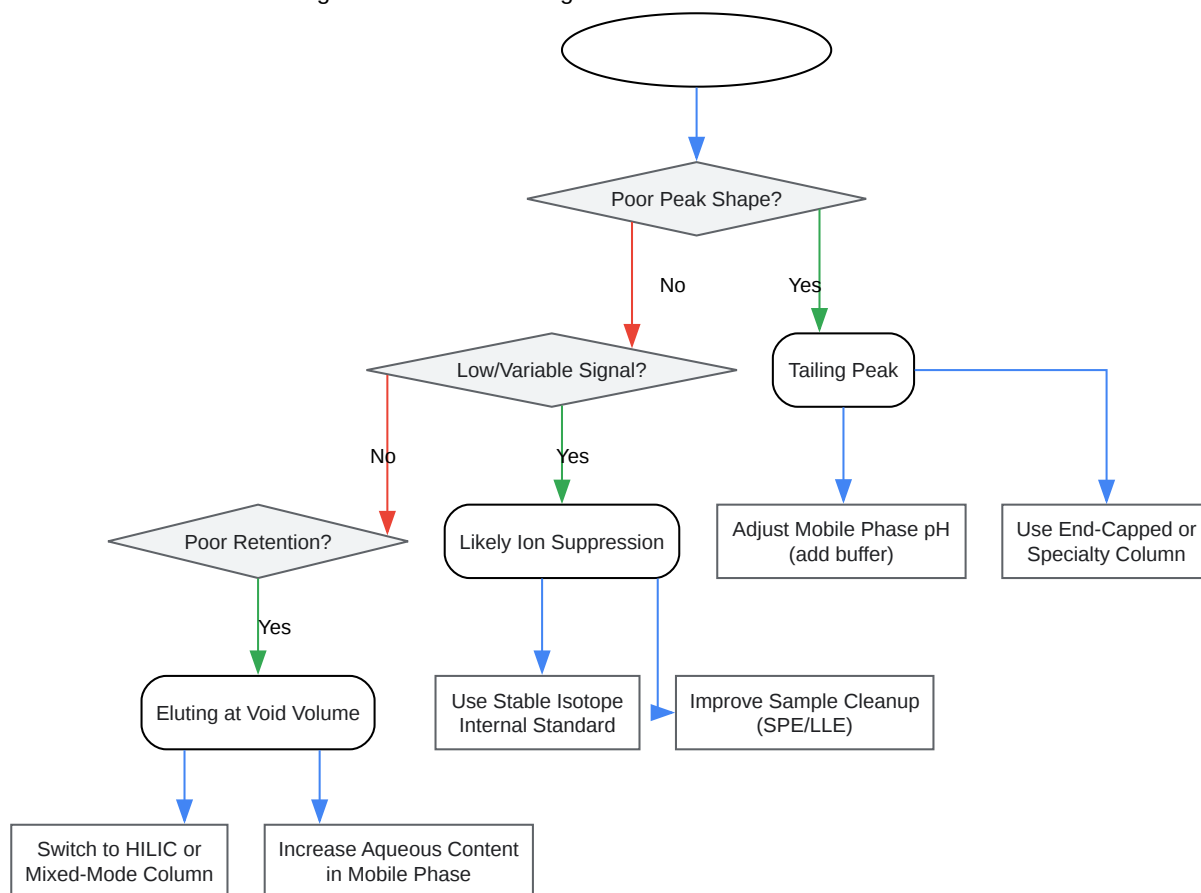 Poor Peak Shape?
No
Yes
Low/Variable Signal?
Tailing Peak
No
Yes
Adjust Mobile Phase pH
(add buffer)
Use End-Capped or
Specialty Column
Poor Retention?
Likely Ion Suppression
Yes
Use Stable Isotope
Internal Standard
Improve Sample Cleanup
(SPE/LLE)
Eluting at Void Volume
Switch to HILIC or
Mixed-Mode Column
Increase Aqueous Content
in Mobile Phase